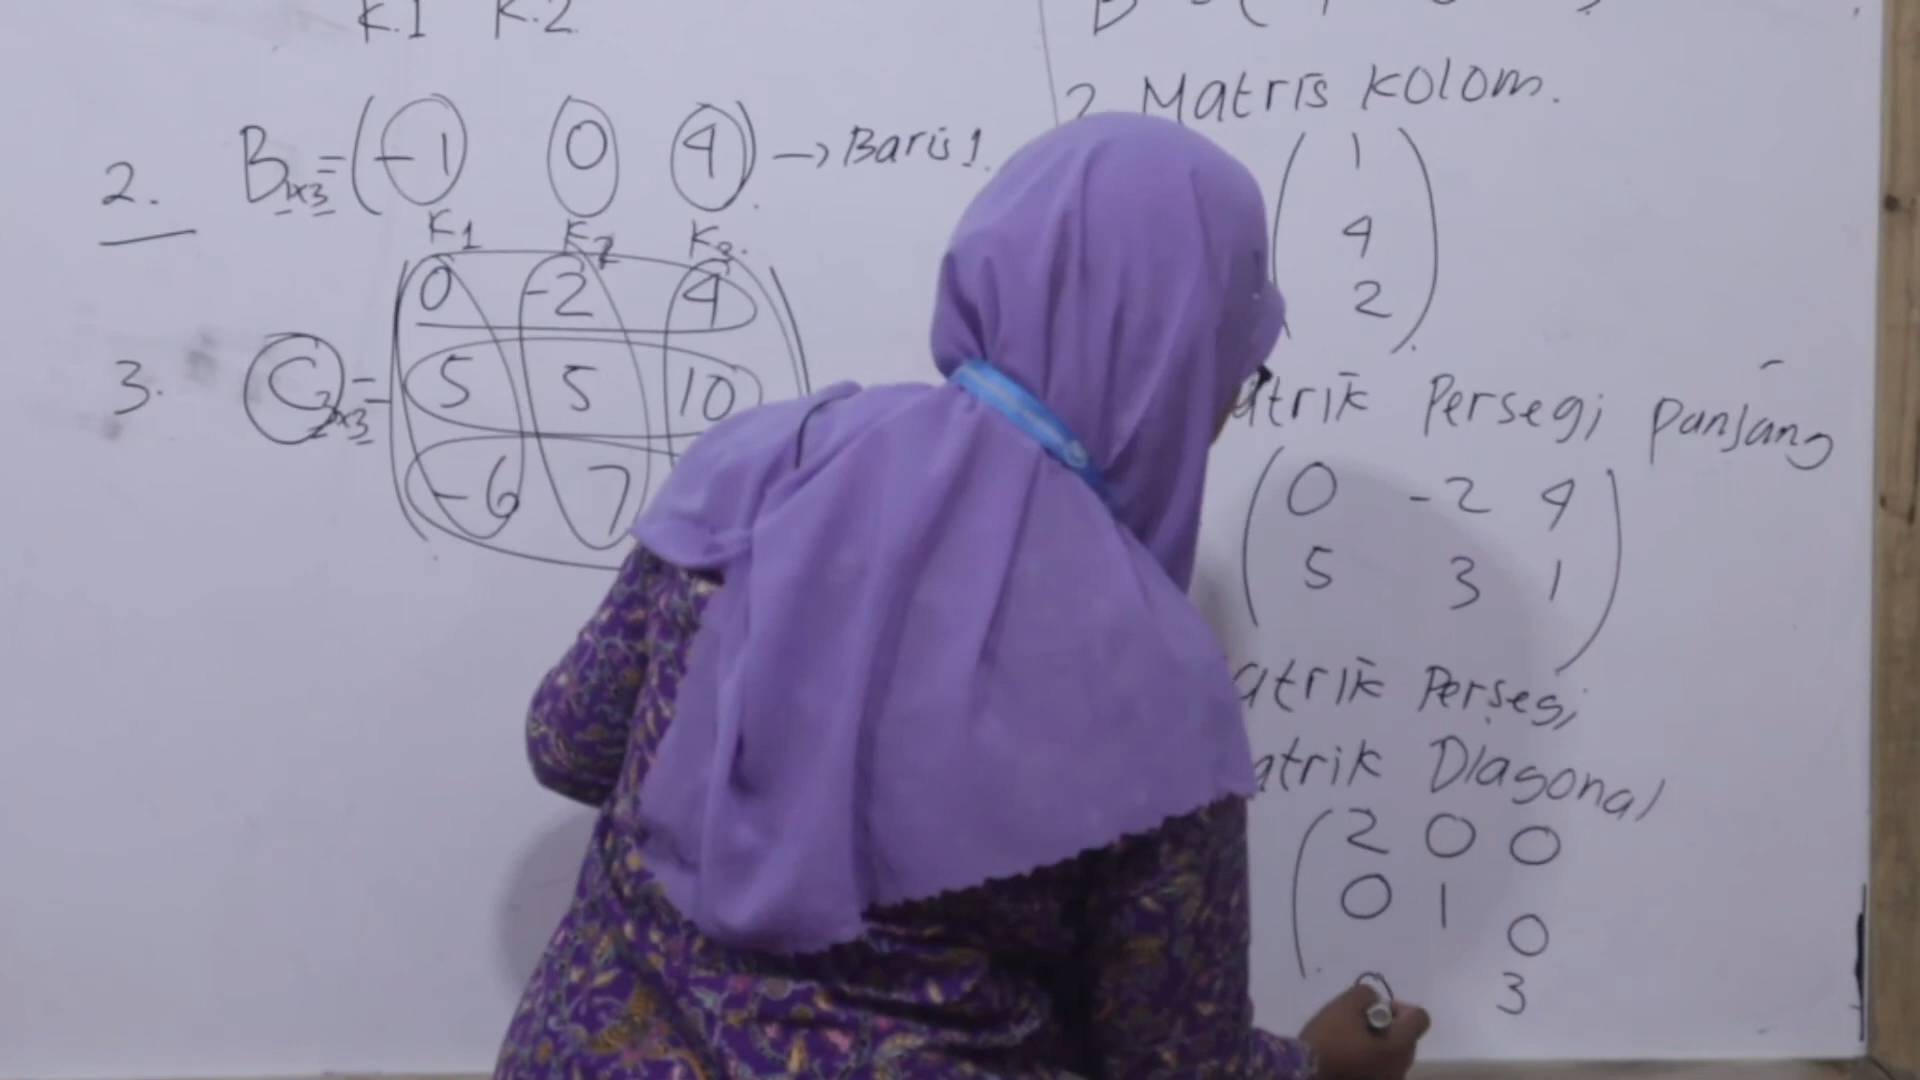 K.1 K.2
2. B1x3 = (-1 0 4) → Baris 1.
K1 K2 K3.
0 -2 4
3. C3x3 = 5 5 10
-6 7
2 Matris Kolom.
1
4
2
atrik Persegi Panjang
0 -2 4
5 3 1
atrik Persegi
atrik Diagonal
2 0 0
0 1 0
0 3